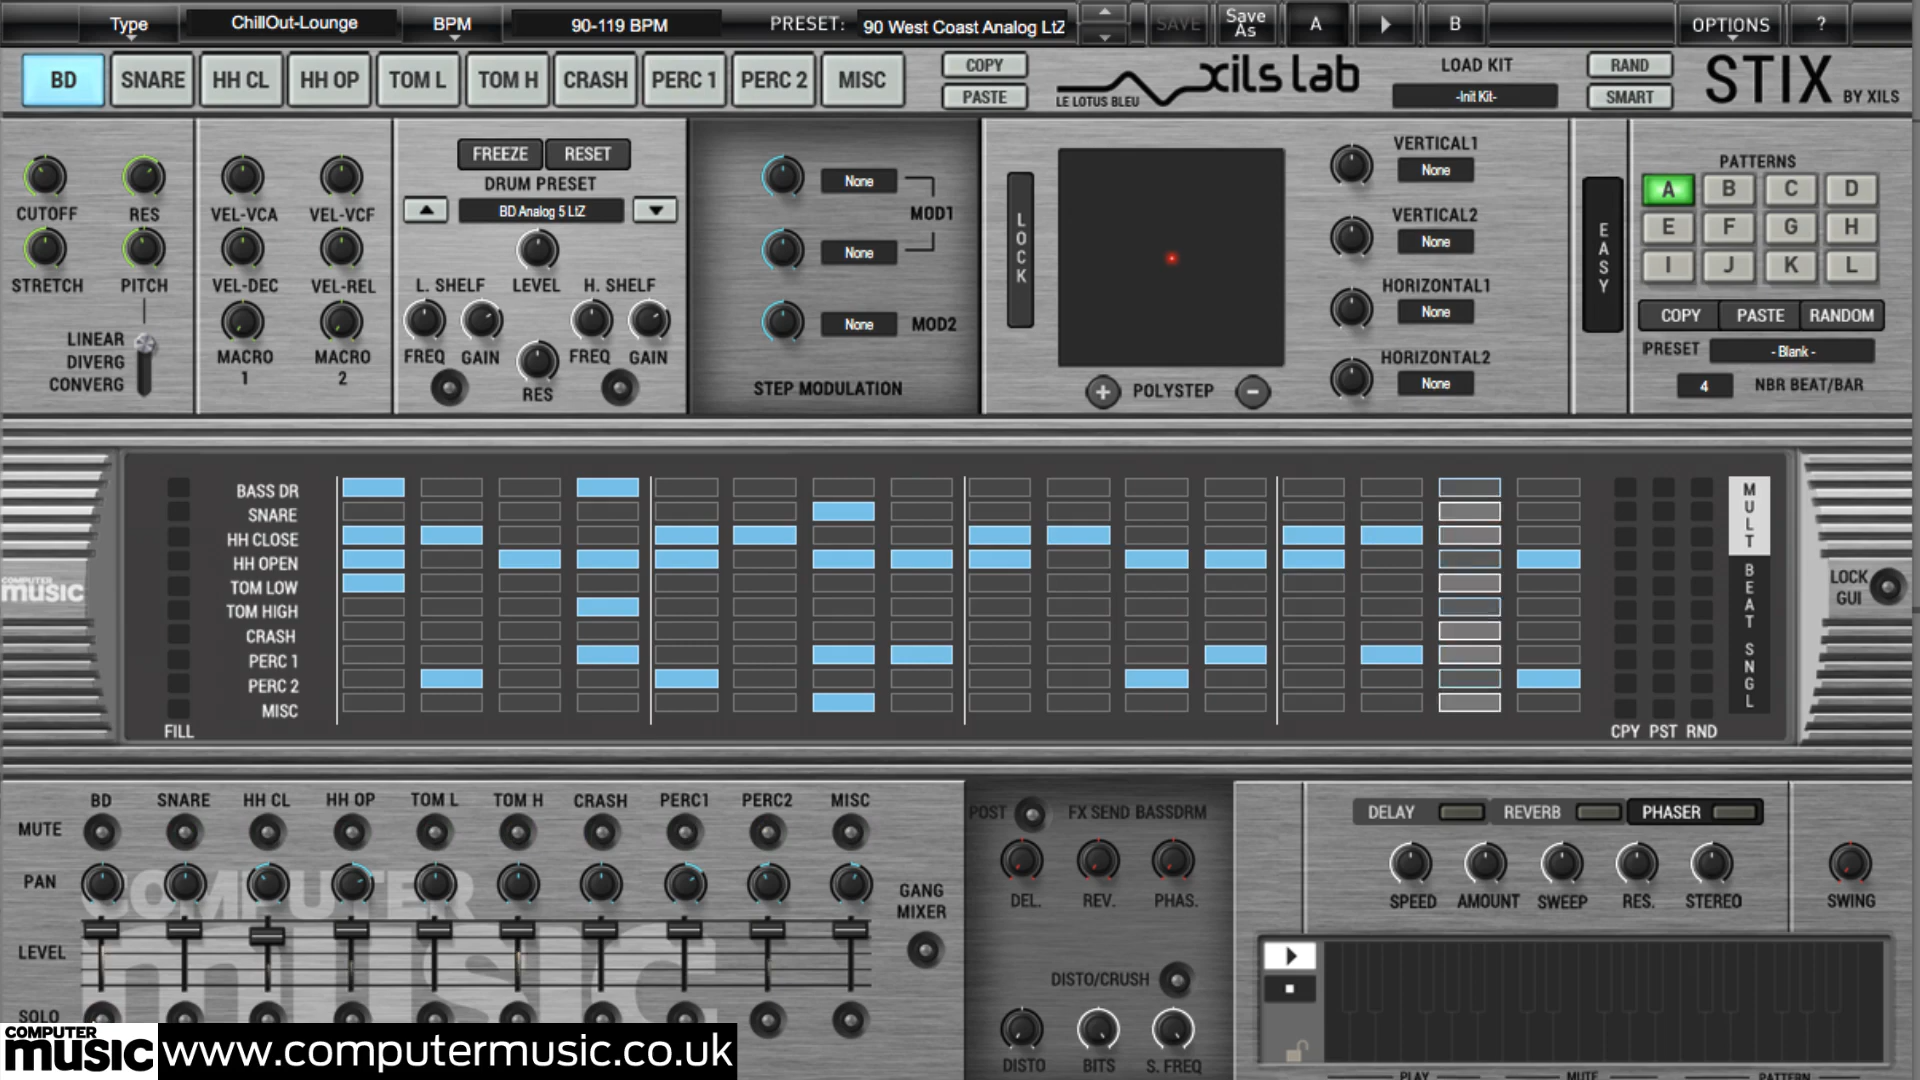 Type ChillOut-Lounge BPM 90-119 BPM PRESET: 90 West Coast Analog LtZ SAVE Save As A B OPTIONS ?
BD SNARE HH CL HH OP TOM L TOM H CRASH PERC 1 PERC 2 MISC
COPY
PASTE
LE LOTUS BLEU
xils lab
LOAD KIT
-Init Kit-
RAND
SMART
STIX BY XILS
CUTOFF RES
STRETCH PITCH
LINEAR
DIVERG
CONVERG
VEL-VCA VEL-VCF
VEL-DEC VEL-REL
MACRO 1 MACRO 2
FREEZE RESET
DRUM PRESET
BD Analog 5 LtZ
L. SHELF LEVEL H. SHELF
FREQ GAIN RES FREQ GAIN
None
MOD1
None
None MOD2
STEP MODULATION
LOCK
+ POLYSTEP -
VERTICAL1
None
VERTICAL2
None
HORIZONTAL1
None
HORIZONTAL2
None
EASY
PATTERNS
A B C D
E F G H
I J K L
COPY PASTE RANDOM
PRESET - Blank -
4 NBR BEAT/BAR
BASS DR
SNARE
HH CLOSE
HH OPEN
TOM LOW
TOM HIGH
CRASH
PERC 1
PERC 2
MISC
FILL
CPY PST RND
MULT
BEAT
SNGL
LOCK
GUI
COMPUTER
music
BD SNARE HH CL HH OP TOM L TOM H CRASH PERC1 PERC2 MISC
MUTE
PAN
LEVEL
SOLO
COMPUTER
music
GANG
MIXER
POST FX SEND BASSDRM
DEL. REV. PHAS.
DISTO/CRUSH
DISTO BITS S. FREQ
DELAY REVERB PHASER
SPEED AMOUNT SWEEP RES. STEREO
SWING
PLAY MUTE PATTERN
COMPUTER
music
www.computermusic.co.uk